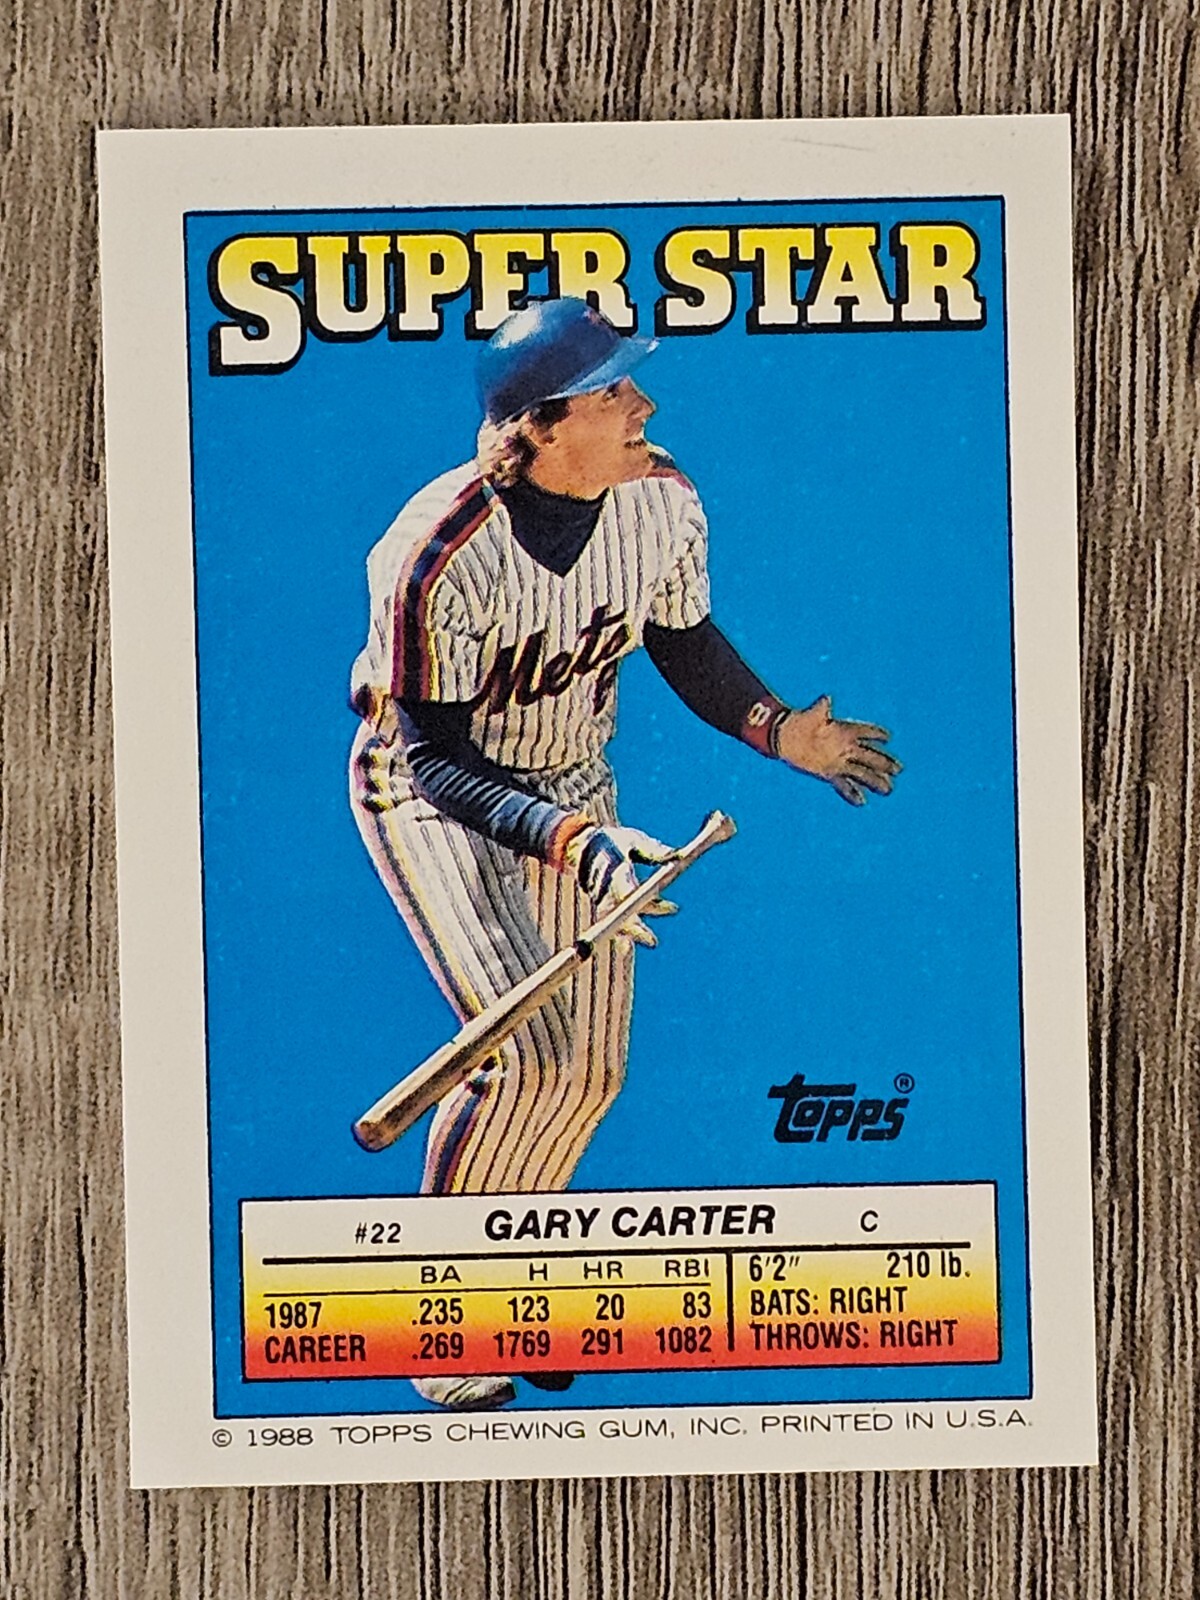 SUPER STAR
Mets
8
topps®
#22 GARY CARTER C
BA H HR RBI
1987 .235 123 20 83
CAREER .269 1769 291 1082
6'2" 210 lb.
BATS: RIGHT
THROWS: RIGHT
© 1988 TOPPS CHEWING GUM, INC. PRINTED IN U.S.A.